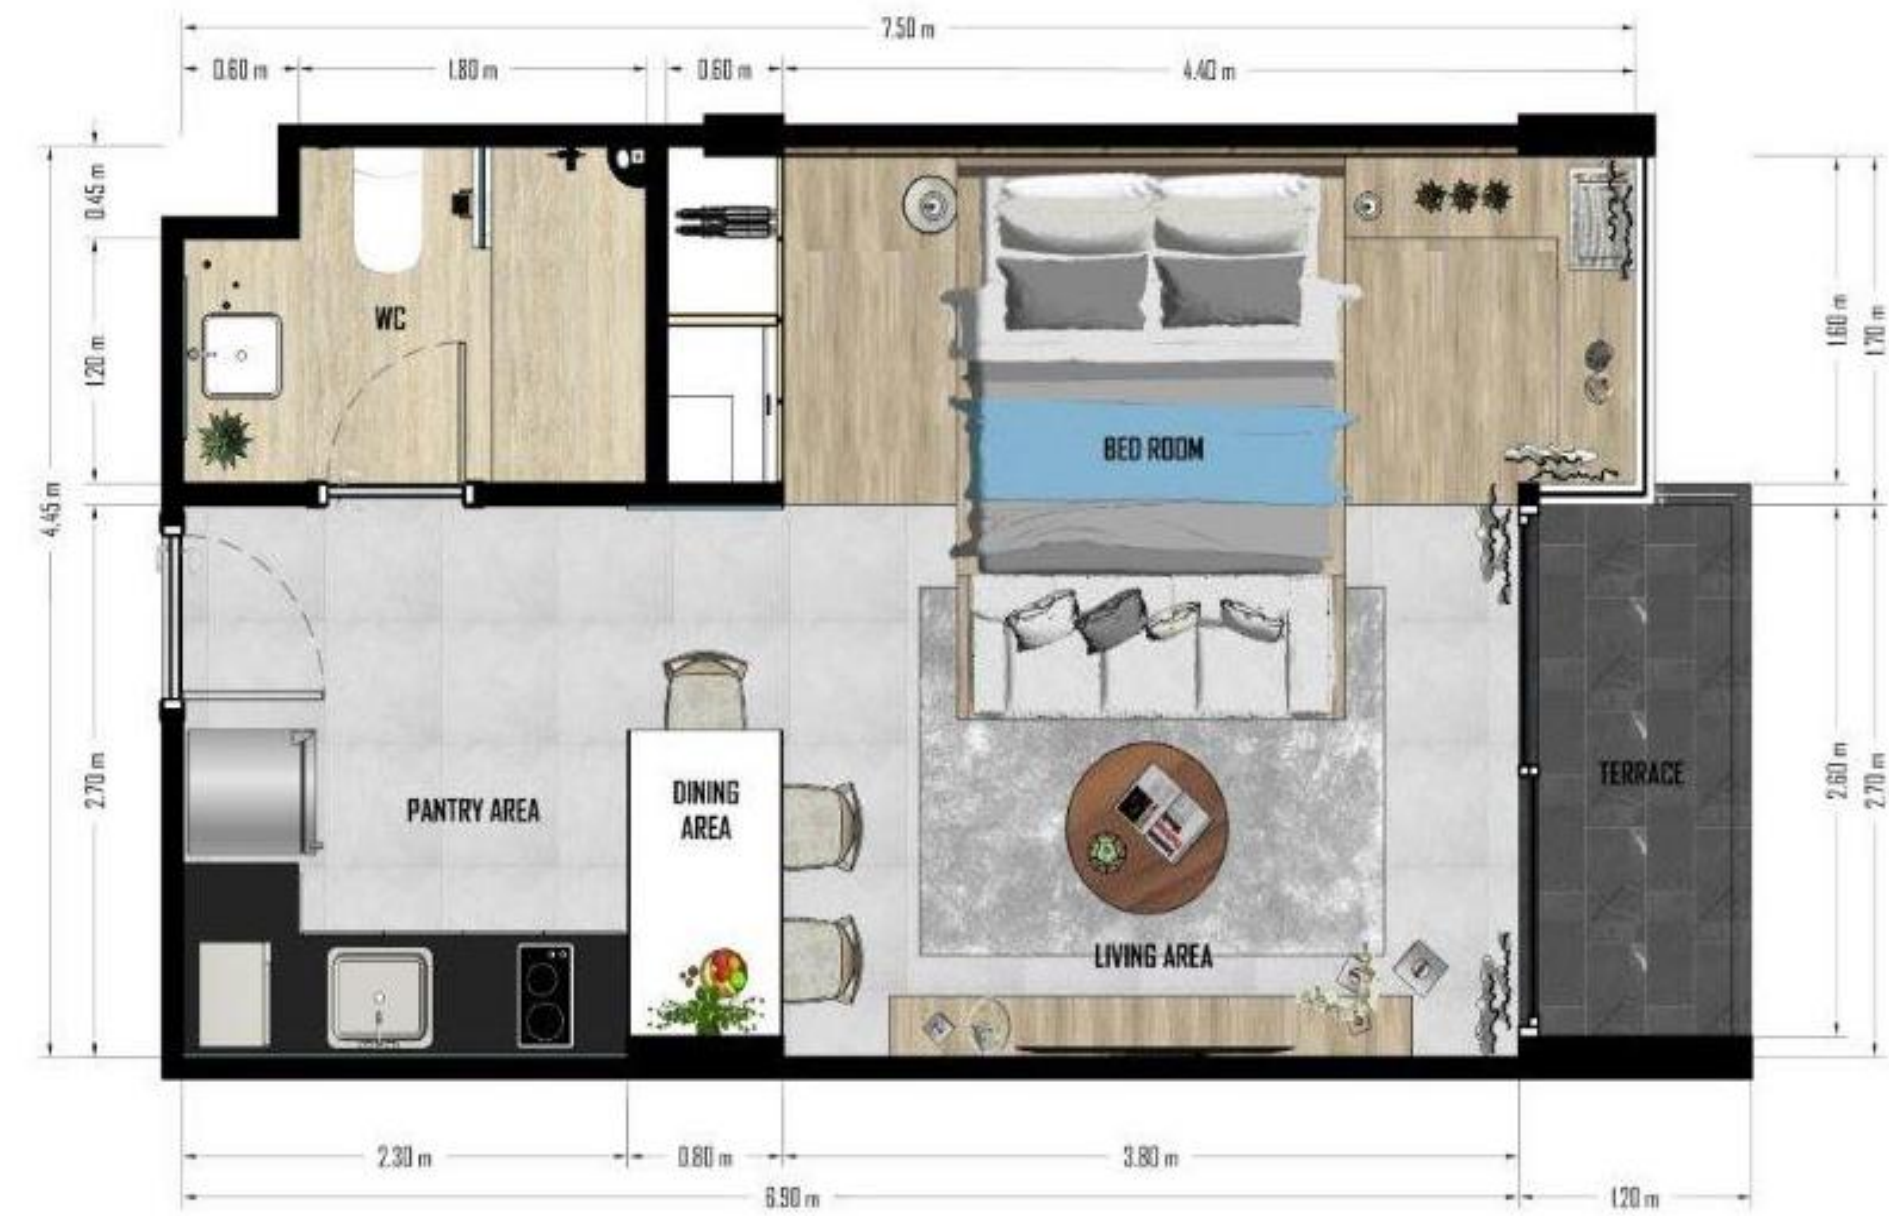 7.50 m
0.60 m
1.80 m
0.60 m
4.40 m
0.45 m
1.20 m
4.45 m
2.70 m
WC
BED ROOM
1.60 m
1.70 m
PANTRY AREA
DINING
AREA
LIVING AREA
TERRACE
2.60 m
2.70 m
2.30 m
0.80 m
3.80 m
6.90 m
1.20 m